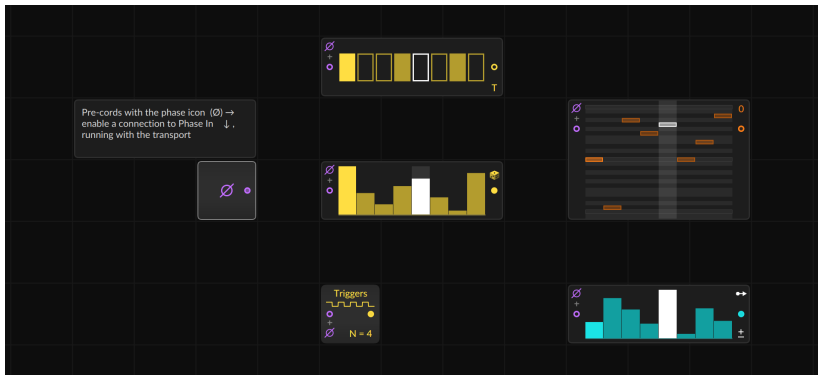 T
Pre-cords with the phase icon (Ø) →
enable a connection to Phase In ↓,
running with the transport
0
Triggers
N = 4